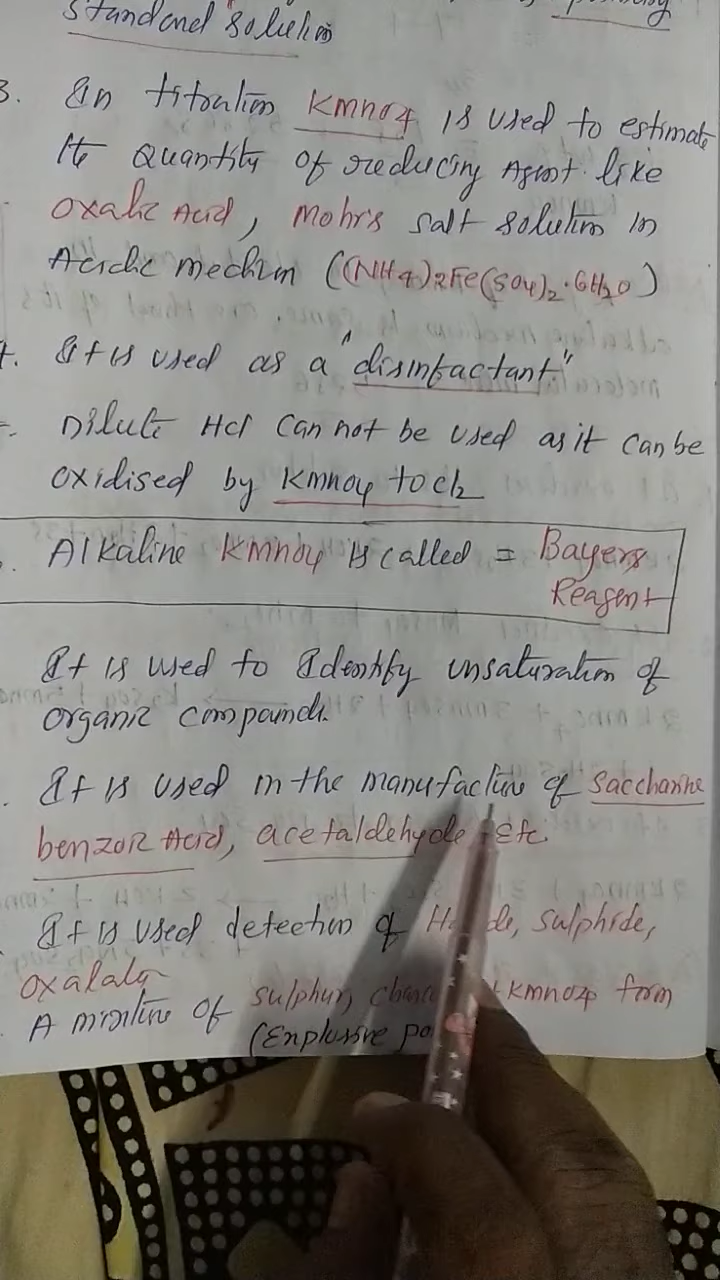 Standard Solution
3. In titration KMnO4 is used to estimate
the Quantity of reducing Agent like
Oxalic Acid, Mohr's salt solution in
Acidic medium ((NH4)2Fe(SO4)2·6H2O)
It is used as a "disinfactant"
Dilute HCl can not be used as it can be
oxidised by KMnO4 to Cl2
Alkaline KMnO4 is called = Bayers
Reagent
It is used to Identify unsaturation of
organic compounds.
It is used in the manufacture of Saccharine
benzoic Acid, acetaldehyde Etc.
It is used detection of sulphide,
oxalate
A mixture of sulphur, KMnO4 form
(Explosive